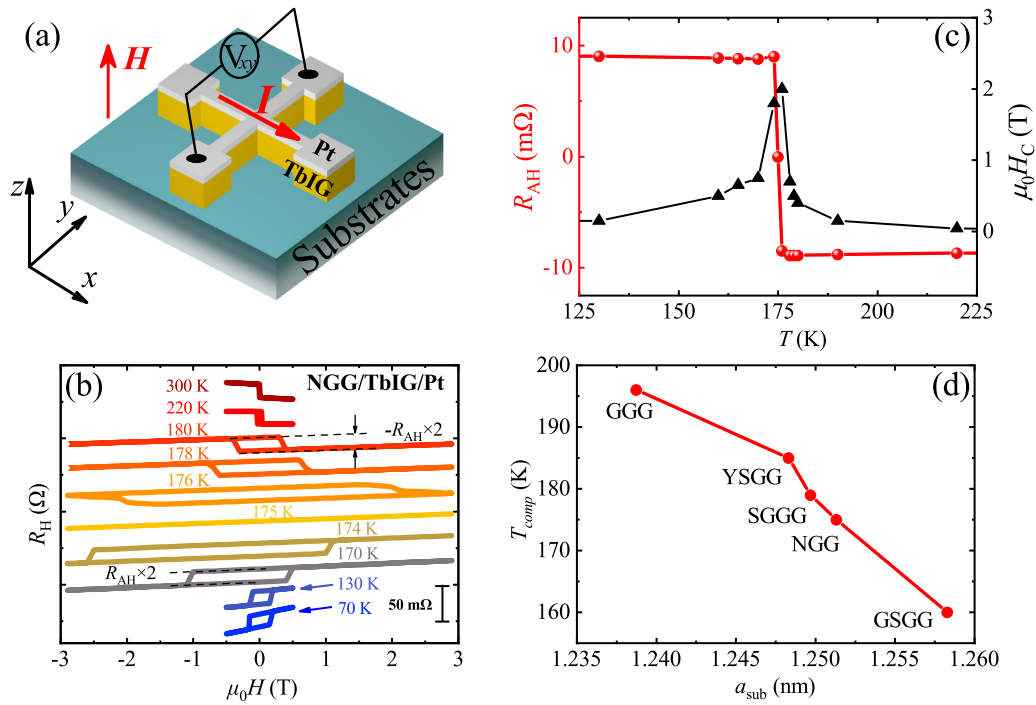 (a)
H
V_xy
I
Pt
TbIG
Substrates
z
y
x
(b)
NGG/TbIG/Pt
300 K
220 K
180 K
-R_AH×2
178 K
176 K
175 K
174 K
170 K
R_AH×2
130 K
70 K
50 mΩ
R_H (Ω)
-3 -2 -1 0 1 2 3
μ₀H (T)
(c)
R_AH (mΩ)
10
0
-10
3
2
1
0
μ₀H_C (T)
125 150 175 200 225
T (K)
(d)
T_comp (K)
200
190
180
170
160
GGG
YSGG
SGGG
NGG
GSGG
1.235 1.240 1.245 1.250 1.255 1.260
a_sub (nm)